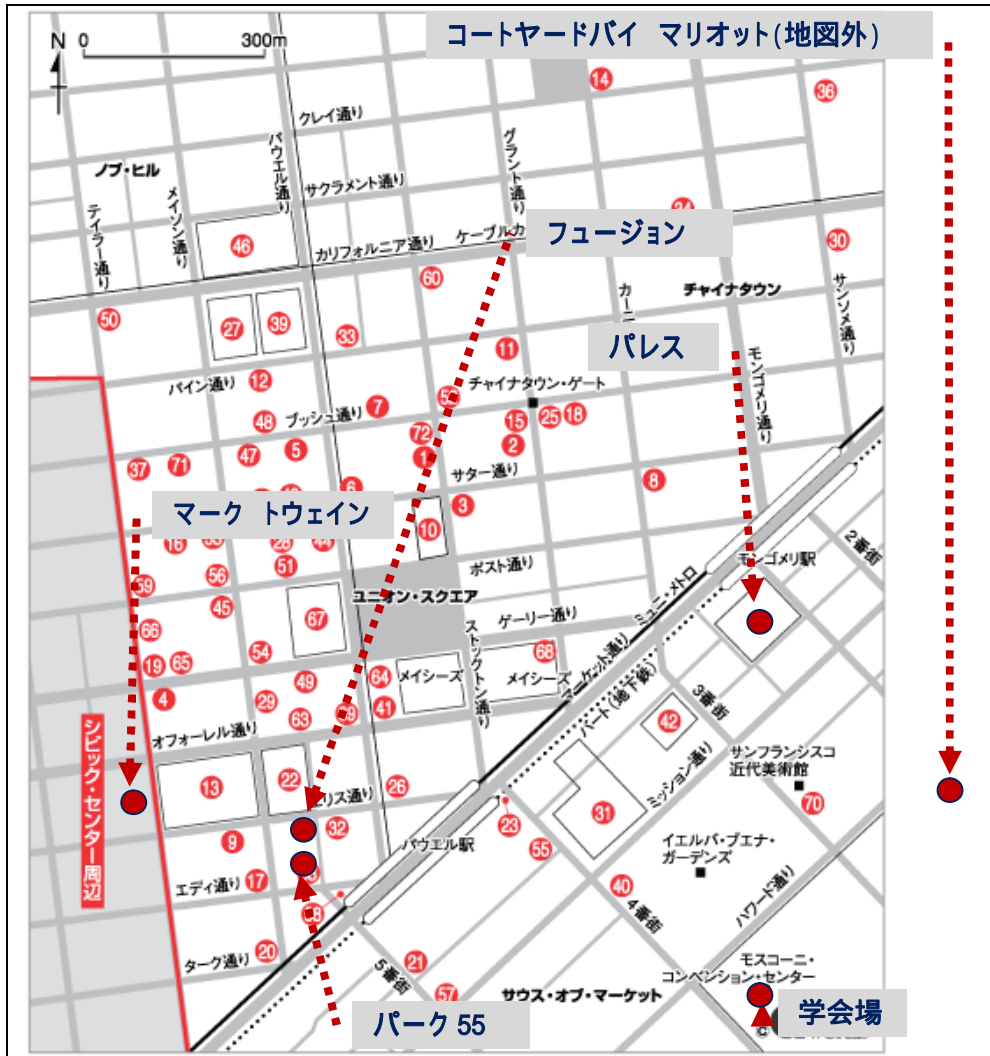 コートヤードバイ マリオット(地図外)
N 0 300m
14
36
クレイ通り
グラント通り
パウエル通り
ノブ・ヒル
サクラメント通り
メイソン通り
テイラー通り
46
カリフォルニア通り
ケーブルカ
フュージョン
30
60
チャイナタウン
サンソメ通り
50
27
39
33
カーニ
パレス
11
モンゴメリ通り
パイン通り
12
チャイナタウン・ゲート
ブッシュ通り
7
48
72
15
25
18
2
47
5
1
37
71
サター通り
8
6
3
マーク トウェイン
10
2番街
モンゴメリ駅
16
51
ポスト通り
59
56
ユニオン・スクエア
ミュニ・メトロ
45
67
ゲーリー通り
66
ストックトン通り
54
68
19
65
64
メイシーズ
メイシーズ
ーケット通り
バート(地下鉄)
49
3番街
4
29
41
42
63
オフォーレル通り
シビック・センター周辺
ミッション通り
サンフランシスコ
近代美術館
13
22
リス通り
26
70
31
32
23
9
パウエル駅
55
イエルバ・ブエナ・
ガーデンズ
エディ通り
17
40
ハワード通り
4番街
20
ターク通り
21
5番街
モスコーニ・
コンベンション・センター
57
サウス・オブ・マーケット
パーク55
学会場